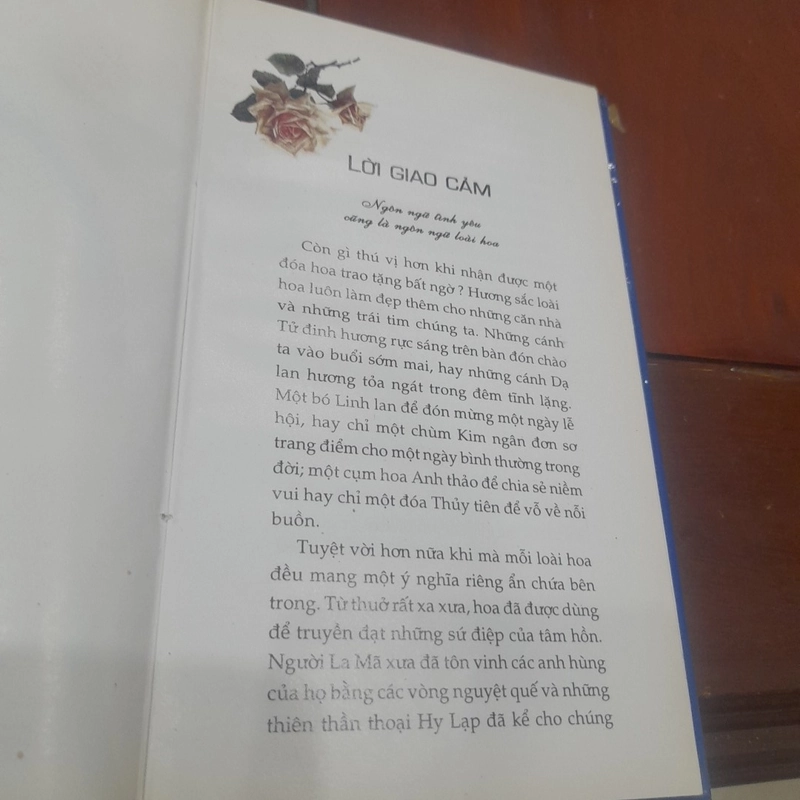 LỜI GIAO CẢM
Ngôn ngữ tình yêu
cũng là ngôn ngữ loài hoa
Còn gì thú vị hơn khi nhận được một
đóa hoa trao tặng bất ngờ ? Hương sắc loài
hoa luôn làm đẹp thêm cho những căn nhà
và những trái tim chúng ta. Những cánh
Tử đinh hương rực sáng trên bàn đón chào
ta vào buổi sớm mai, hay những cánh Dạ
lan hương tỏa ngát trong đêm tĩnh lặng.
Một bó Linh lan để đón mừng một ngày lễ
hội, hay chỉ một chùm Kim ngân đơn sơ
trang điểm cho một ngày bình thường trong
đời; một cụm hoa Anh thảo để chia sẻ niềm
vui hay chỉ một đóa Thủy tiên để vỗ về nỗi
buồn.
Tuyệt vời hơn nữa khi mà mỗi loài hoa
đều mang một ý nghĩa riêng ẩn chứa bên
trong. Từ thuở rất xa xưa, hoa đã được dùng
để truyền đạt những sứ điệp của tâm hồn.
Người La Mã xưa đã tôn vinh các anh hùng
của họ bằng các vòng nguyệt quế và những
thiên thần thoại Hy Lạp đã kể cho chúng